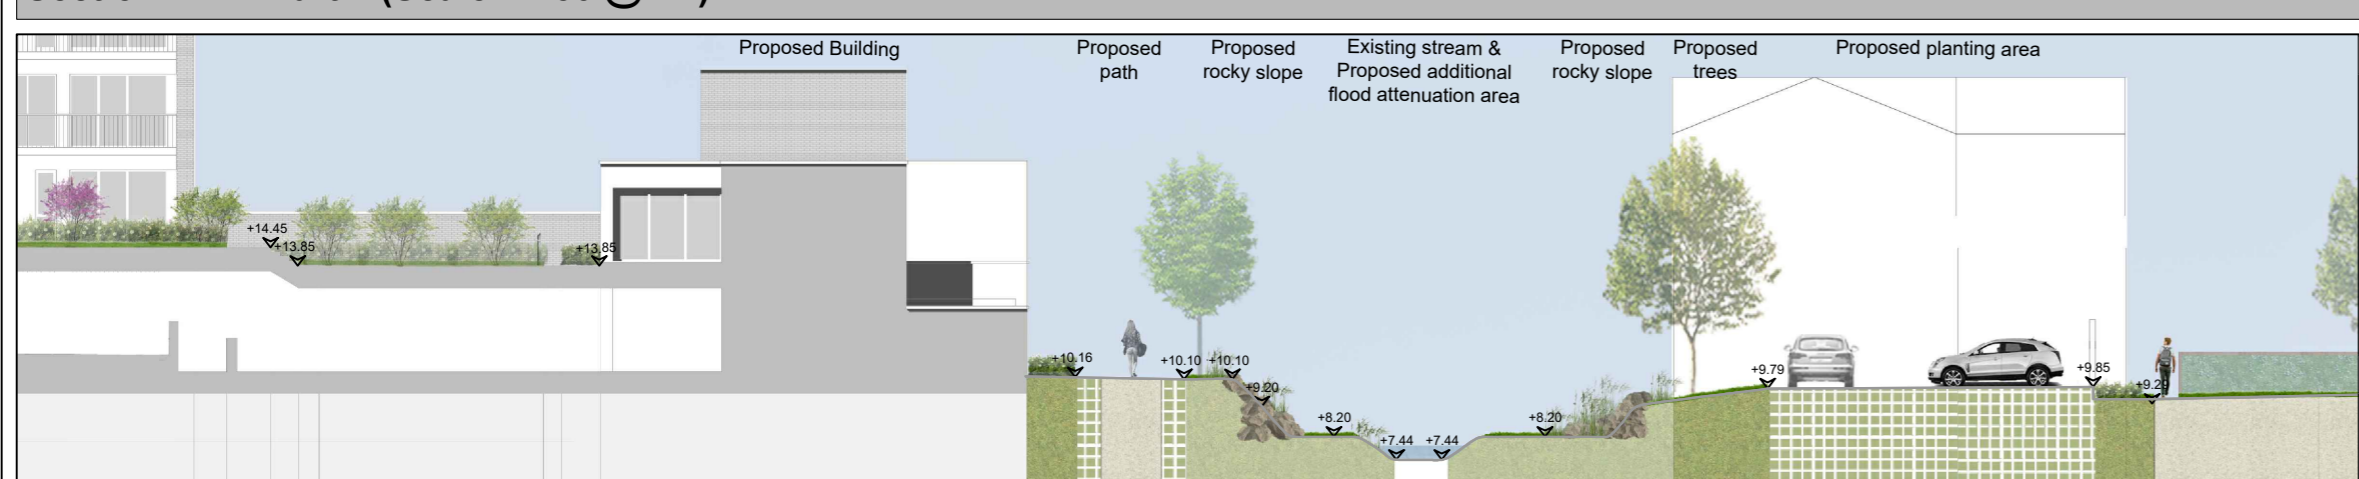 Proposed Building
Proposed
path
Proposed
rocky slope
Existing stream &
Proposed additional
flood attenuation area
Proposed
rocky slope
Proposed
trees
Proposed planting area
+14.45
+13.85
+13.85
+10.16
+10.10
+10.10
+9.20
+8.20
+7.44
+7.44
+8.20
+9.79
+9.85
+9.29